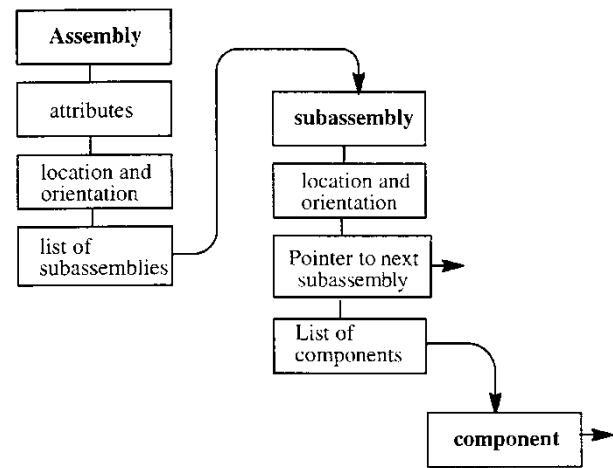 Assembly
attributes
location and
orientation
list of
subassemblies
subassembly
location and
orientation
Pointer to next
subassembly
List of
components
component